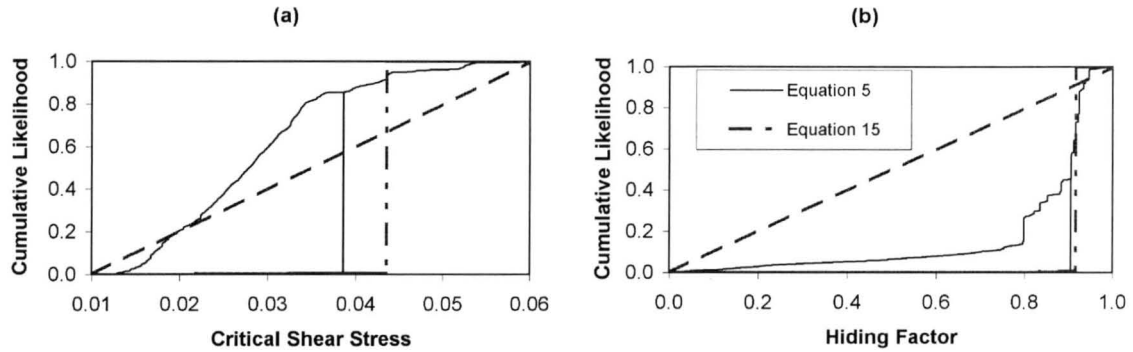 (a)
Cumulative Likelihood
1.0
0.8
0.6
0.4
0.2
0.0
0.01 0.02 0.03 0.04 0.05 0.06
Critical Shear Stress
(b)
Cumulative Likelihood
1.0
0.8
0.6
0.4
0.2
0.0
Equation 5
Equation 15
0.0 0.2 0.4 0.6 0.8 1.0
Hiding Factor